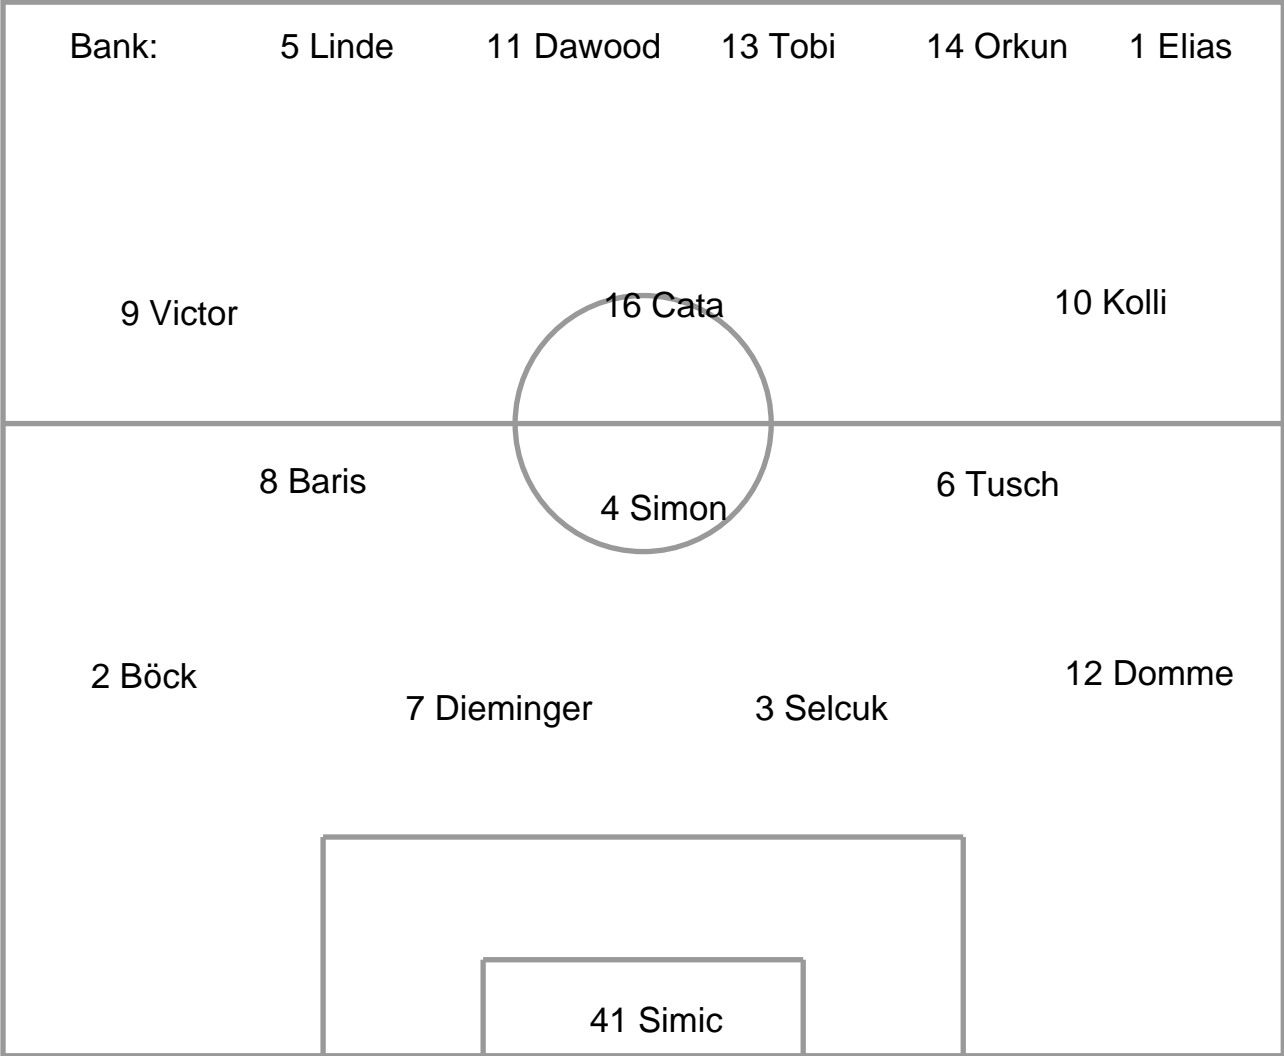 Bank: 5 Linde 11 Dawood 13 Tobi 14 Orkun 1 Elias
9 Victor 16 Cata 10 Kolli
8 Baris 4 Simon 6 Tusch
2 Böck 7 Dieminger 3 Selcuk 12 Domme
41 Simic